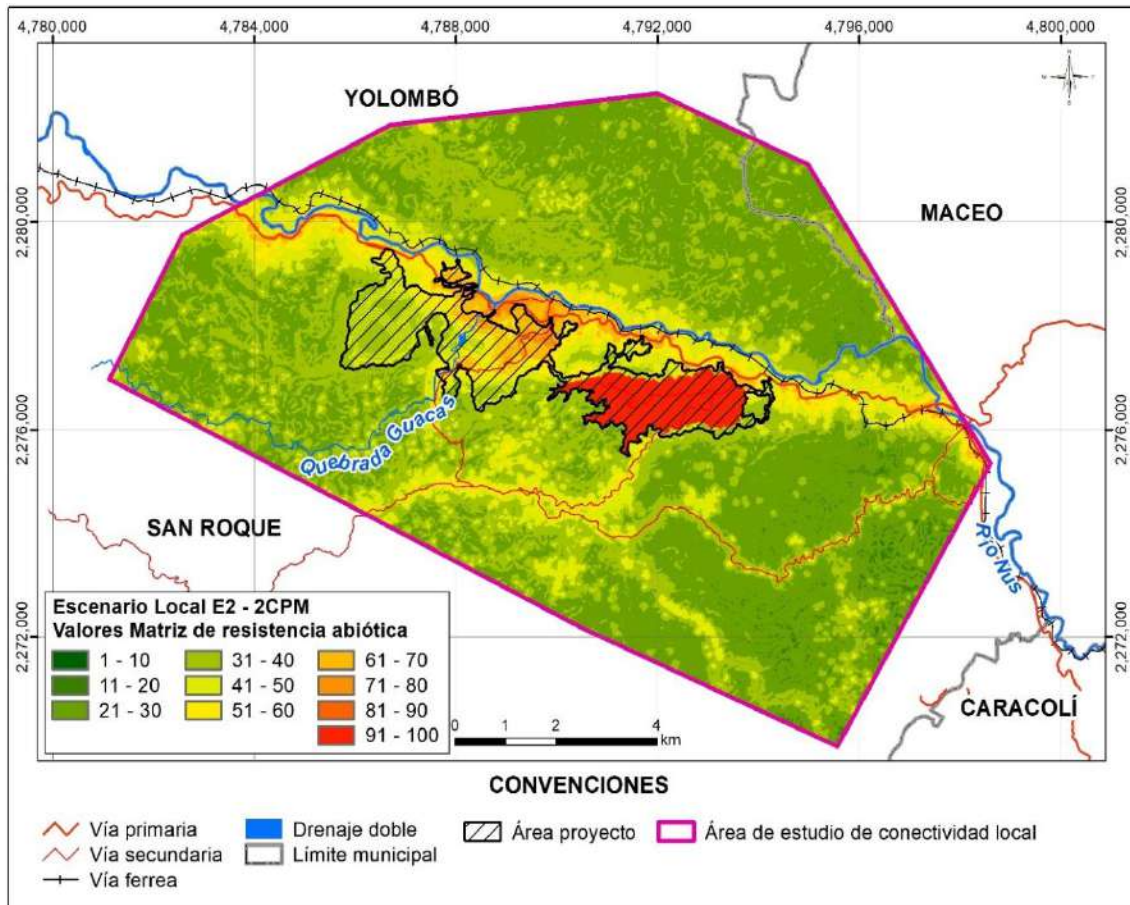 4,780,000 4,784,000 4,788,000 4,792,000 4,796,000 4,800,000
YOLOMBÓ
MACEO
2,280,000 2,280,000
2,276,000 2,276,000
Quebrada Guacas
SAN ROQUE
Río Nus
2,272,000 2,272,000
CARACOLÍ
Escenario Local E2 - 2CPM
Valores Matriz de resistencia abiótica
1 - 10 31 - 40 61 - 70
11 - 20 41 - 50 71 - 80
21 - 30 51 - 60 81 - 90
91 - 100
0 1 2 4
km
CONVENCIONES
Vía primaria Drenaje doble Área proyecto Área de estudio de conectividad local
Vía secundaria Límite municipal
Vía ferrea